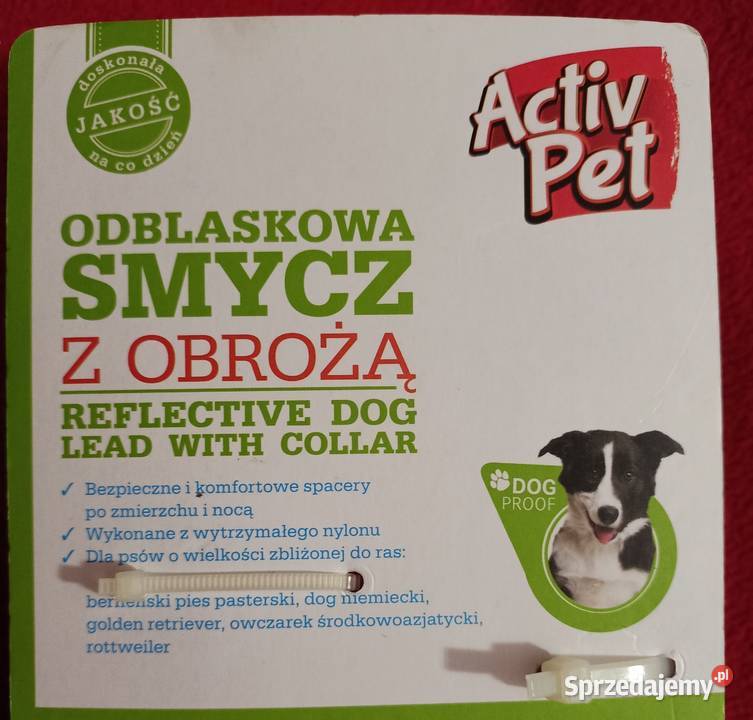 doskonała
JAKOŚĆ
na co dzień
Activ
Pet
ODBLASKOWA
SMYCZ
Z OBROŻĄ
REFLECTIVE DOG
LEAD WITH COLLAR
✓ Bezpieczne i komfortowe spacery
po zmierzchu i nocą
✓ Wykonane z wytrzymałego nylonu
✓ Dla psów o wielkości zbliżonej do ras:
berneński pies pasterski, dog niemiecki,
golden retriever, owczarek środkowoazjatycki,
rottweiler
DOG
PROOF
Sprzedajemy.pl